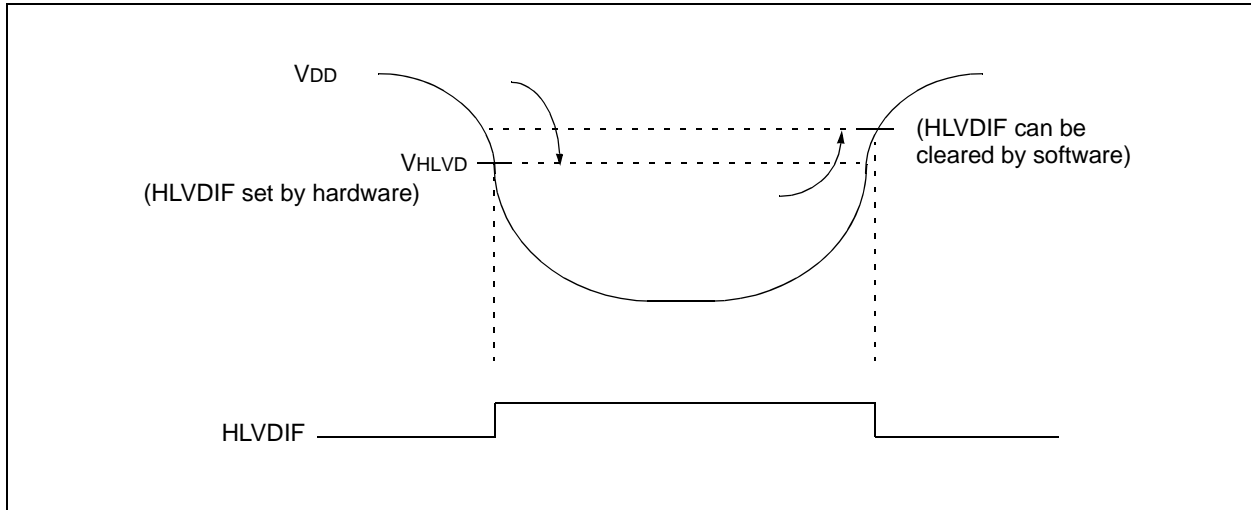 VDD
(HLVDIF can be
cleared by software)
VHLVD
(HLVDIF set by hardware)
HLVDIF